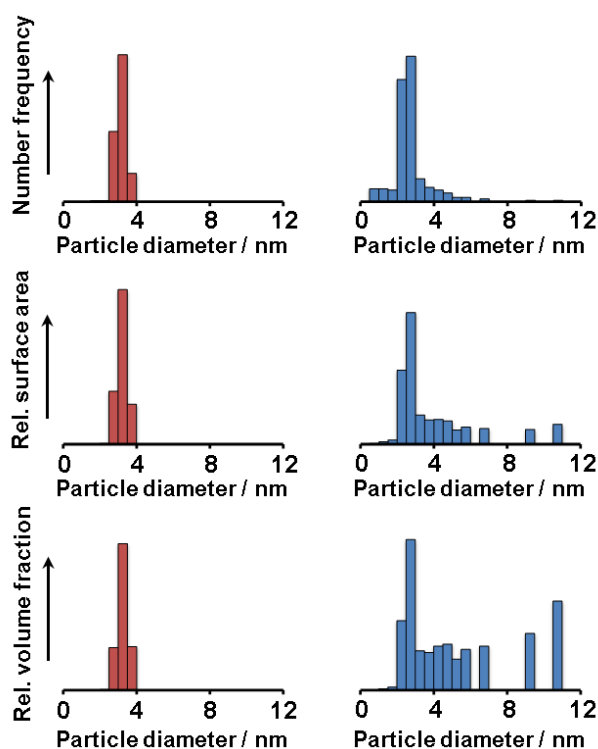 Number frequency
0 4 8 12
Particle diameter / nm
0 4 8 12
Particle diameter / nm
Rel. surface area
0 4 8 12
Particle diameter / nm
0 4 8 12
Particle diameter / nm
Rel. volume fraction
0 4 8 12
Particle diameter / nm
0 4 8 12
Particle diameter / nm